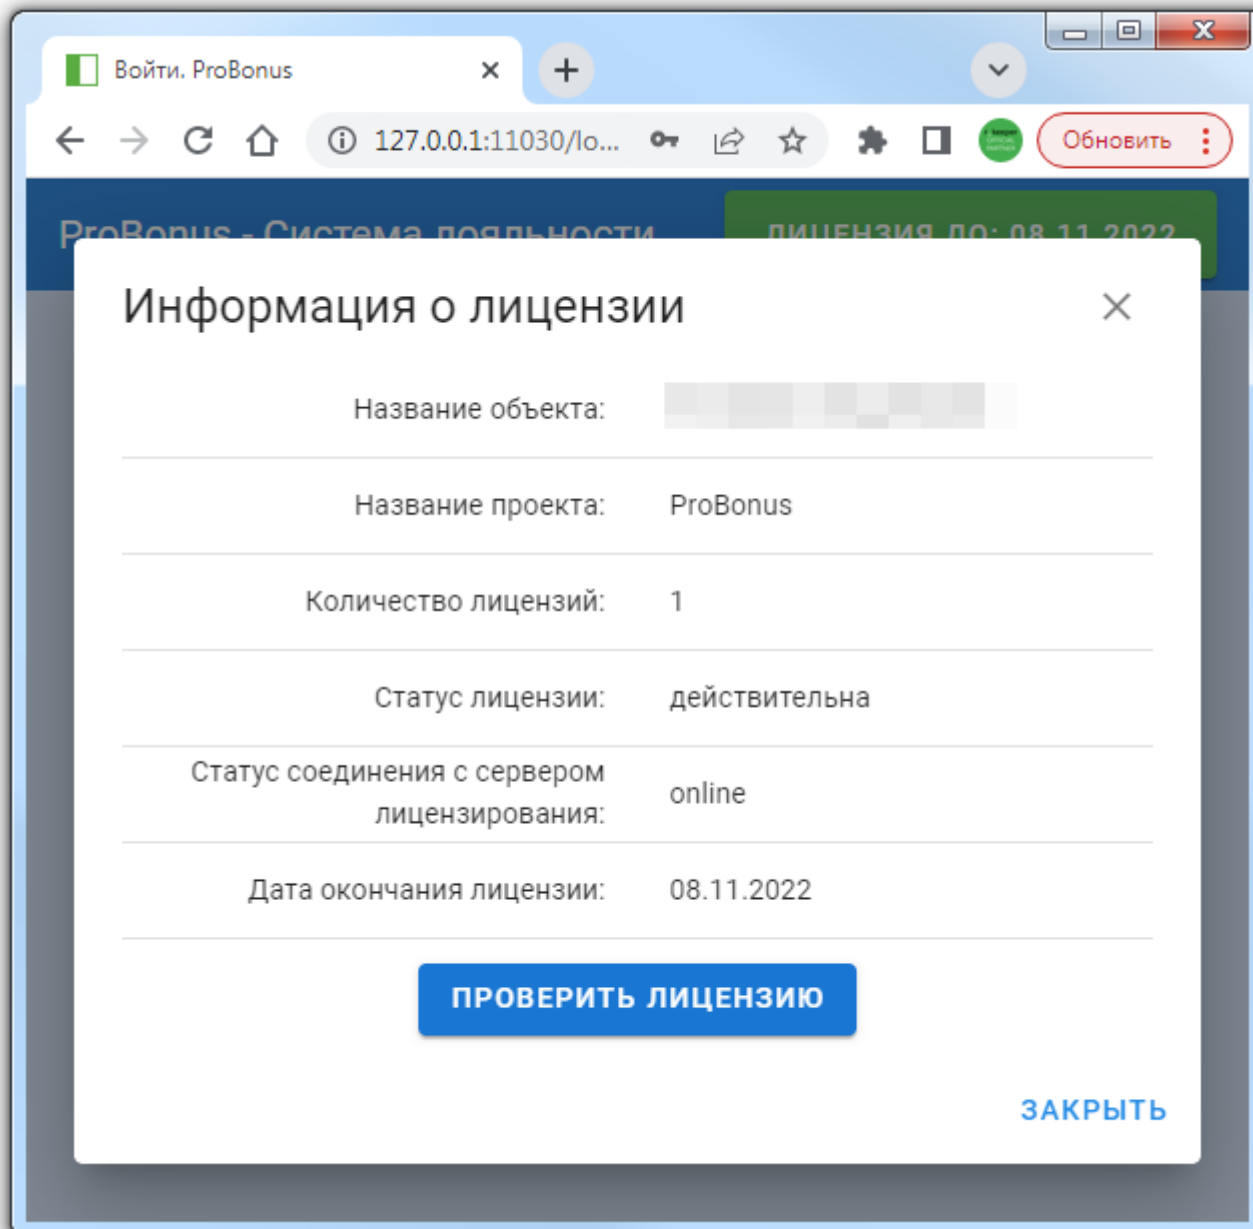 Войти. ProBonus
127.0.0.1:11030/lo...
Обновить
ProBonus - Система лояльности
ЛИЦЕНЗИЯ ДО: 08.11.2022
Информация о лицензии
Название объекта:
Название проекта: ProBonus
Количество лицензий: 1
Статус лицензии: действительна
Статус соединения с сервером
лицензирования: online
Дата окончания лицензии: 08.11.2022
ПРОВЕРИТЬ ЛИЦЕНЗИЮ
ЗАКРЫТЬ